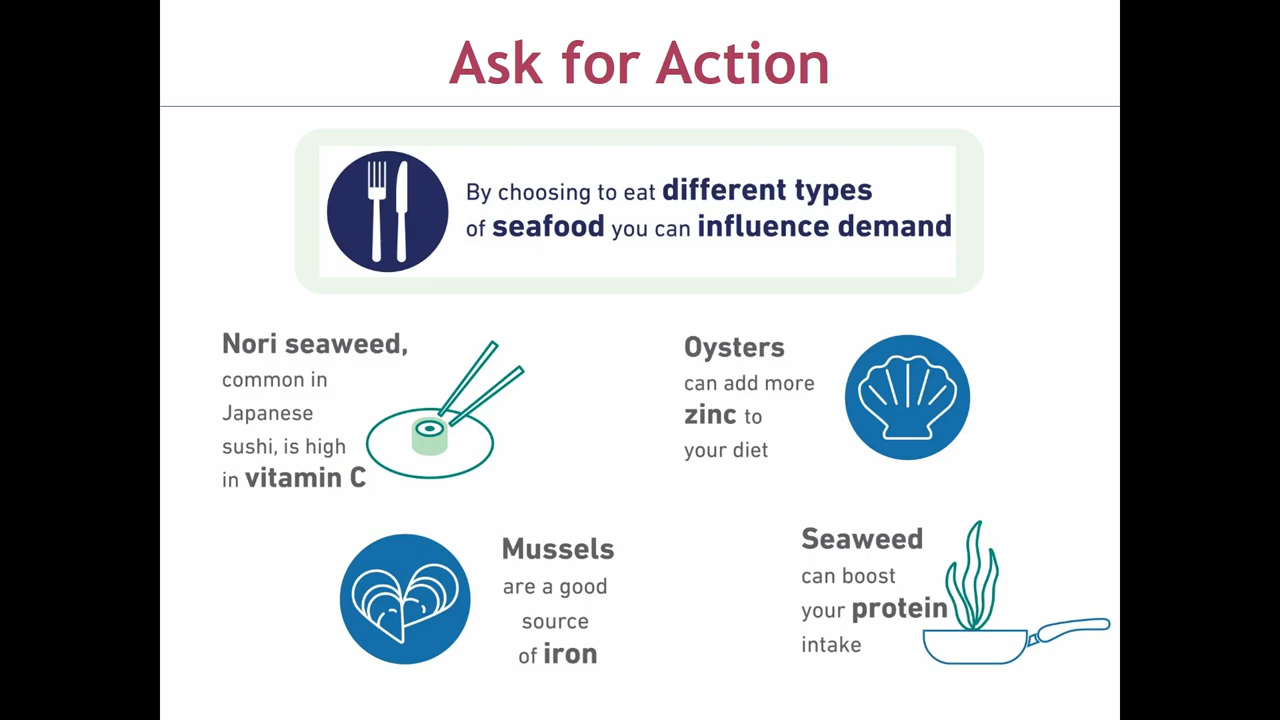 Ask for Action
By choosing to eat different types
of seafood you can influence demand
Nori seaweed,
common in
Japanese
sushi, is high
in vitamin C
Oysters
can add more
zinc to
your diet
Mussels
are a good
source
of iron
Seaweed
can boost
your protein
intake